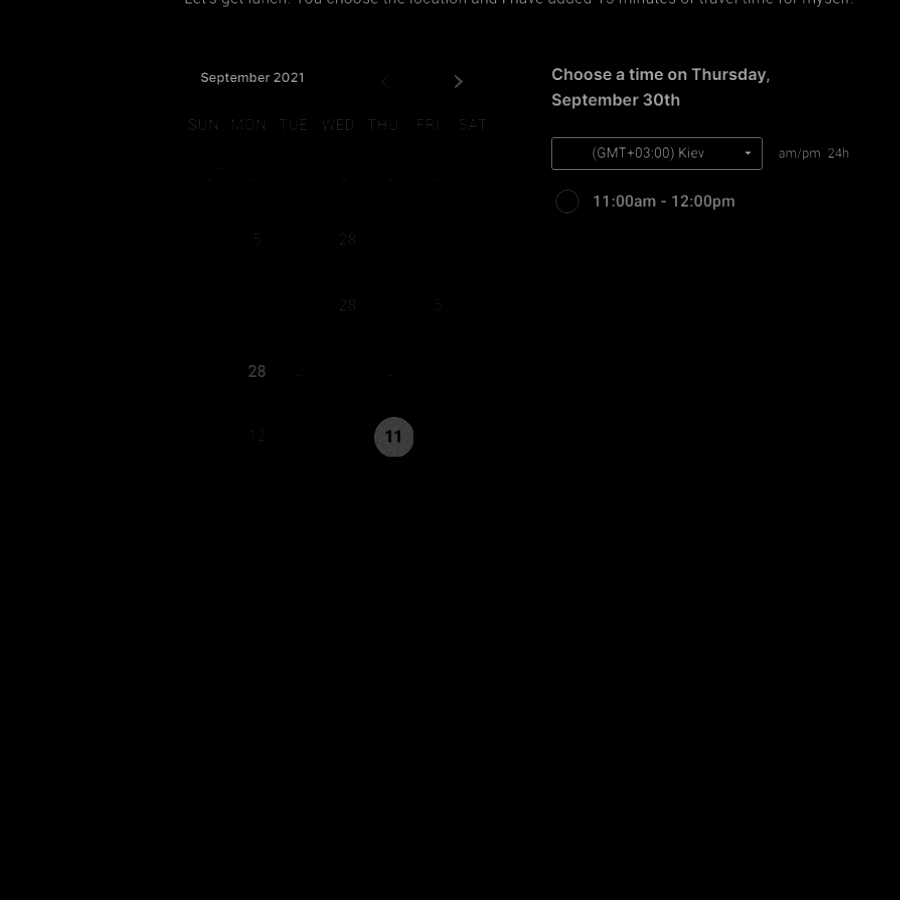 Let's get lunch! You choose the location and I have added 15 minutes of travel time for myself.
September 2021
SUN MON TUE WED THU FRI SAT
5 28
28 5
28
12 11
Choose a time on Thursday,
September 30th
(GMT+03:00) Kiev am/pm 24h
11:00am - 12:00pm